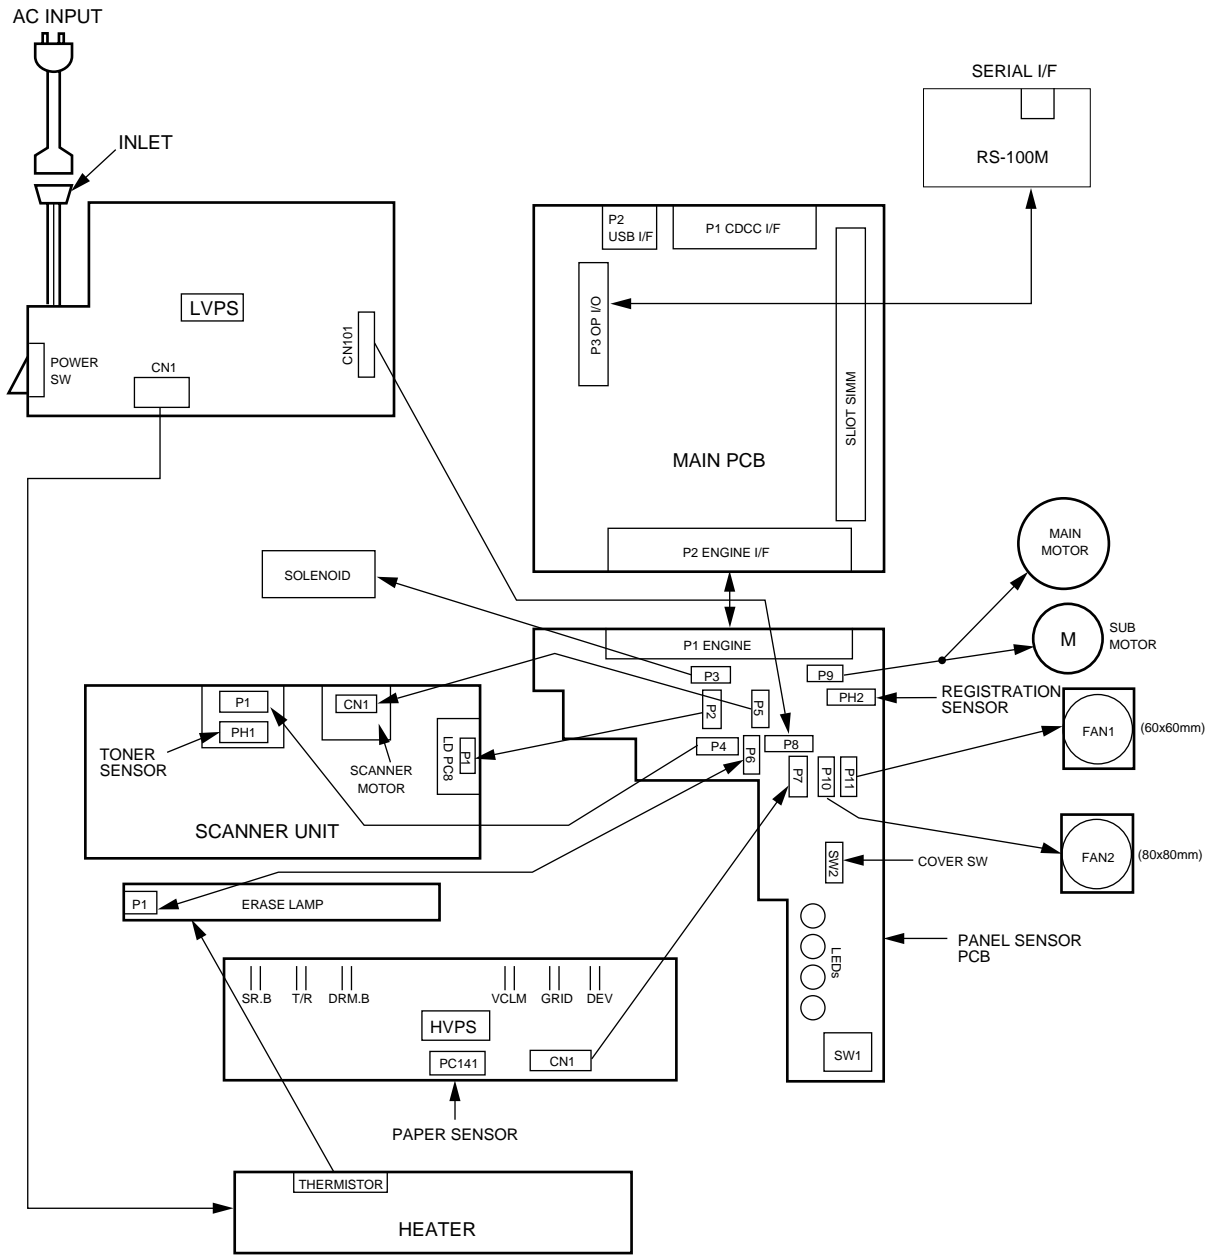 AC INPUT
SERIAL I/F
INLET
RS-100M
P2
USB I/F
P1 CDCC I/F
LVPS
P3 OP I/O
CN101
POWER
SW
CN1
SLIOT SIMM
MAIN PCB
MAIN
MOTOR
P2 ENGINE I/F
SOLENOID
SUB
MOTOR
M
P1 ENGINE
P3
P9
REGISTRATION
SENSOR
PH2
P1
CN1
P2
P5
FAN1
(60x60mm)
TONER
SENSOR
PH1
LD PC8
P1
P4
P6
P8
SCANNER
MOTOR
P7
P10
P11
SCANNER UNIT
SW2
COVER SW
FAN2
(80x80mm)
P1
ERASE LAMP
LEDs
PANEL SENSOR
PCB
SR.B
T/R
DRM.B
VCLM
GRID
DEV
HVPS
PC141
CN1
SW1
PAPER SENSOR
THERMISTOR
HEATER